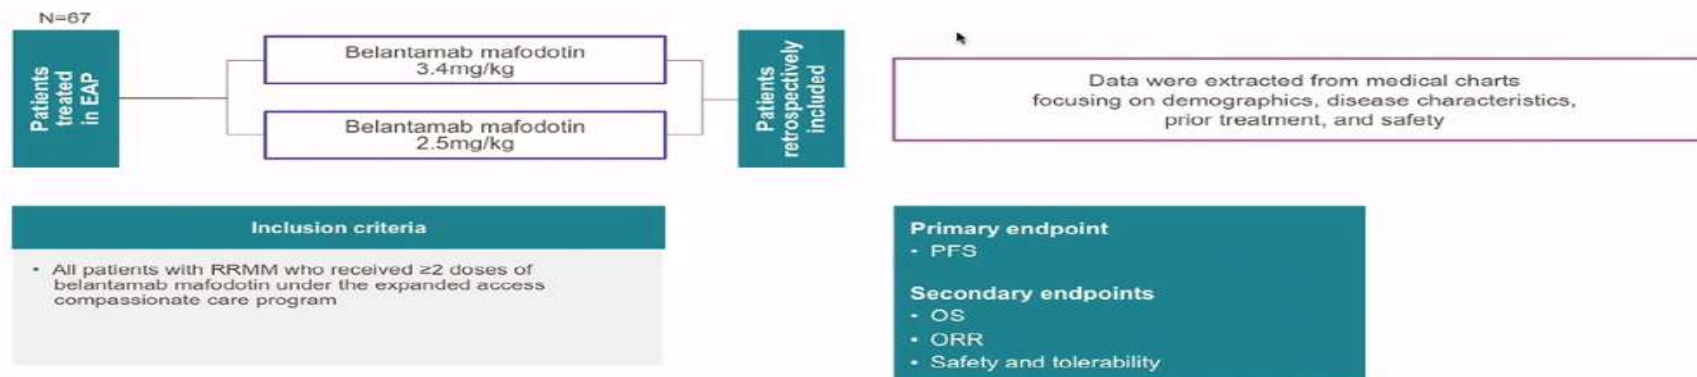 N=67
Patients
treated
in EAP
Belantamab mafodotin
3.4mg/kg
Belantamab mafodotin
2.5mg/kg
Patients
retrospectively
included
Data were extracted from medical charts
focusing on demographics, disease characteristics,
prior treatment, and safety
Inclusion criteria
• All patients with RRMM who received ≥2 doses of
belantamab mafodotin under the expanded access
compassionate care program
Primary endpoint
• PFS
Secondary endpoints
• OS
• ORR
• Safety and tolerability